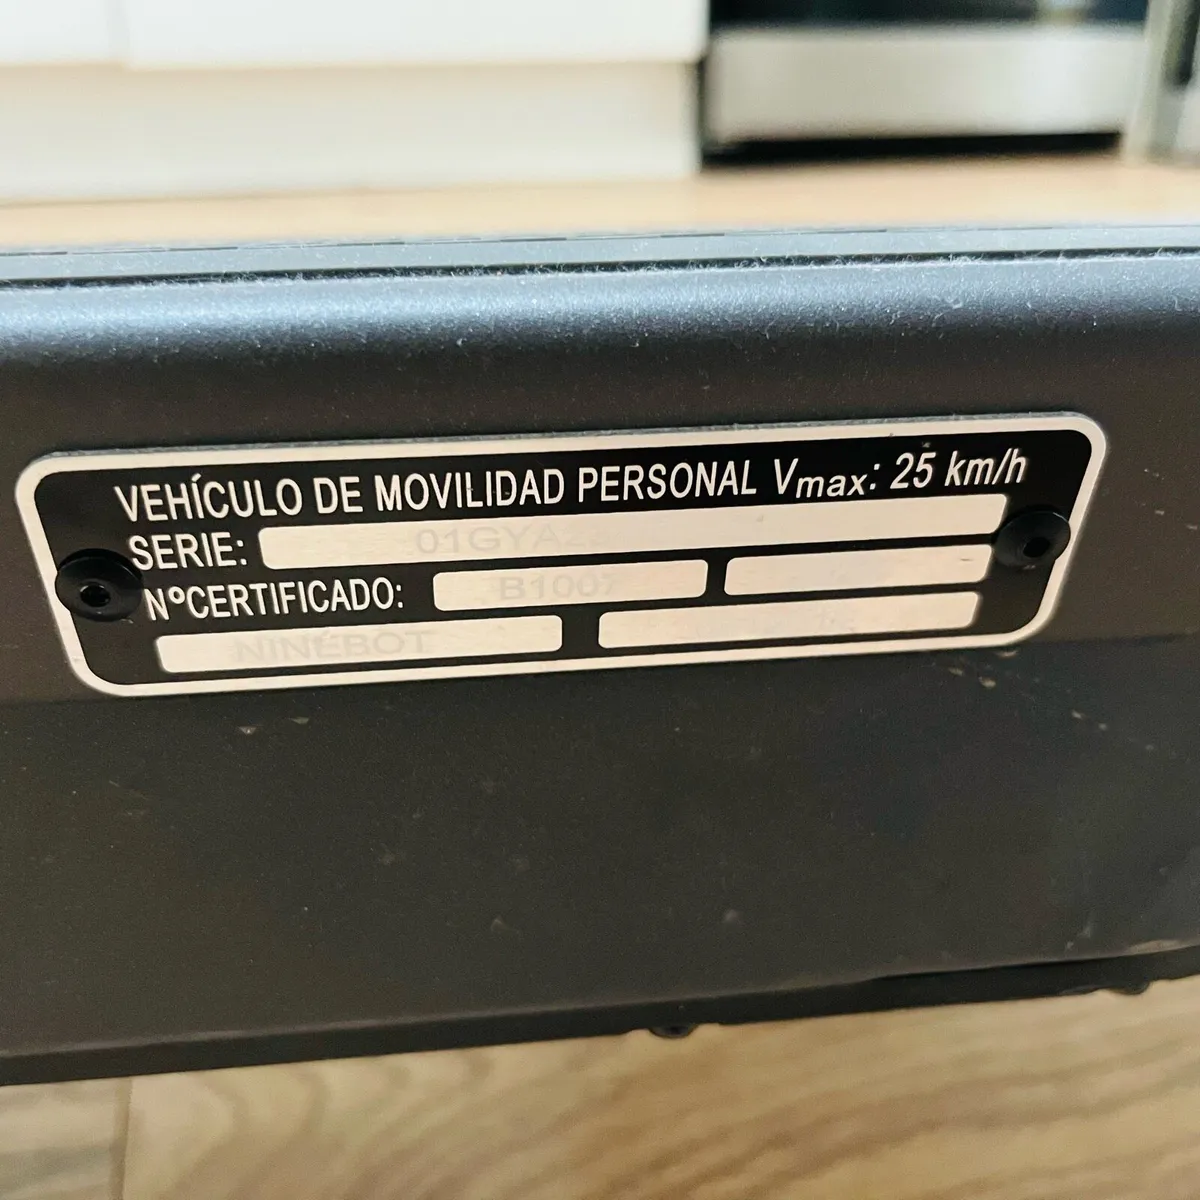 VEHÍCULO DE MOVILIDAD PERSONAL Vmax: 25 km/h
SERIE:
NºCERTIFICADO:
NINEBOT